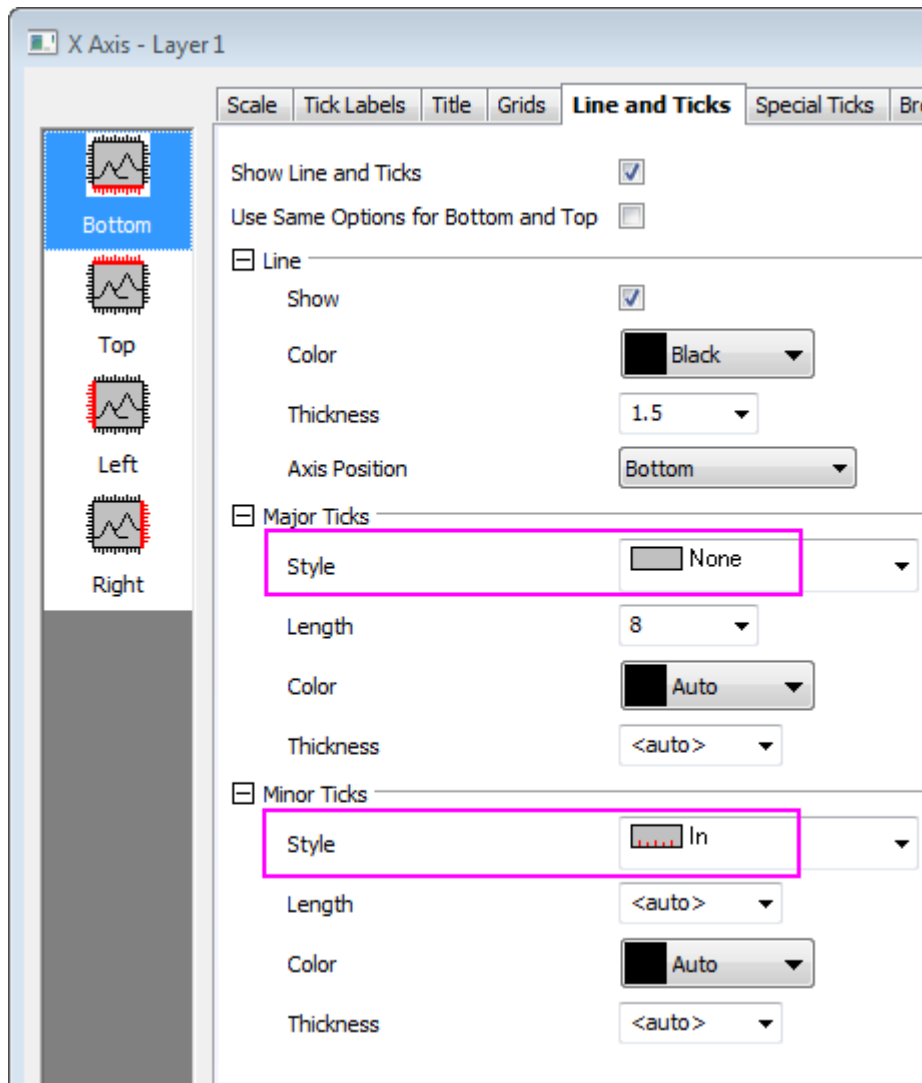 X Axis - Layer1
Scale Tick Labels Title Grids Line and Ticks Special Ticks
Bottom
Top
Left
Right
Show Line and Ticks
Use Same Options for Bottom and Top
Line
Show
Color Black
Thickness 1.5
Axis Position Bottom
Major Ticks
Style None
Length 8
Color Auto
Thickness <auto>
Minor Ticks
Style In
Length <auto>
Color Auto
Thickness <auto>